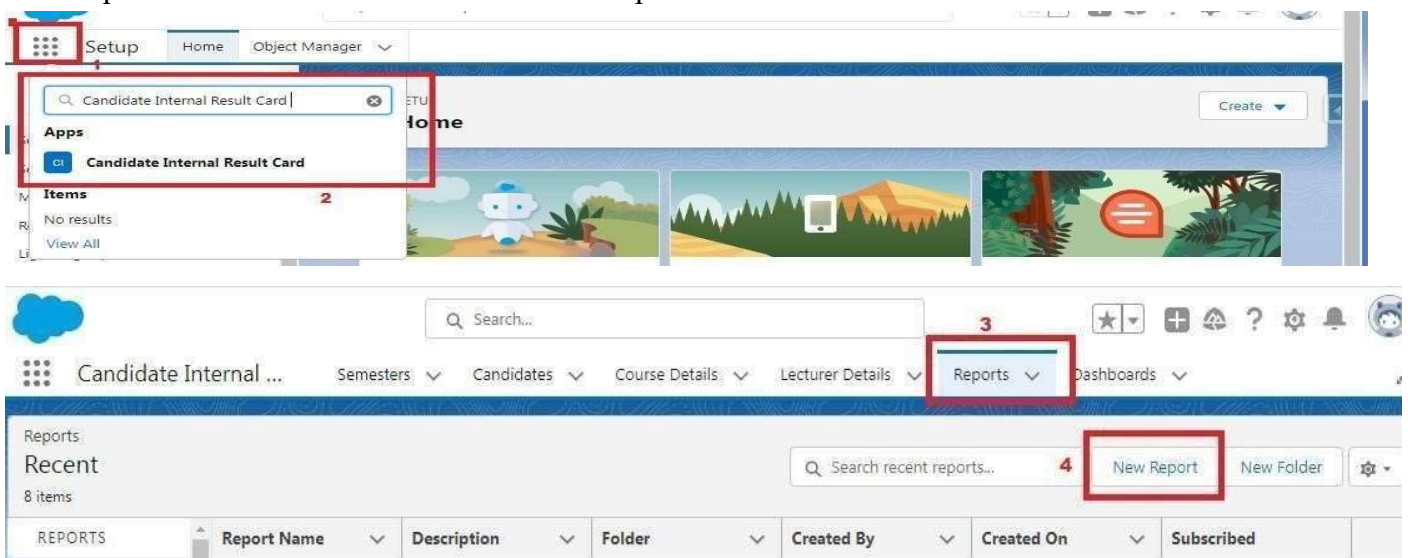 Setup Home Object Manager
1
Candidate Internal Result Card
ETU
Home
Create
Apps
CI Candidate Internal Result Card
Items
2
No results
View All
Search...
3
Candidate Internal ... Semesters Candidates Course Details Lecturer Details Reports Dashboards
Reports
Recent
Search recent reports... 4 New Report New Folder
8 items
REPORTS Report Name Description Folder Created By Created On Subscribed